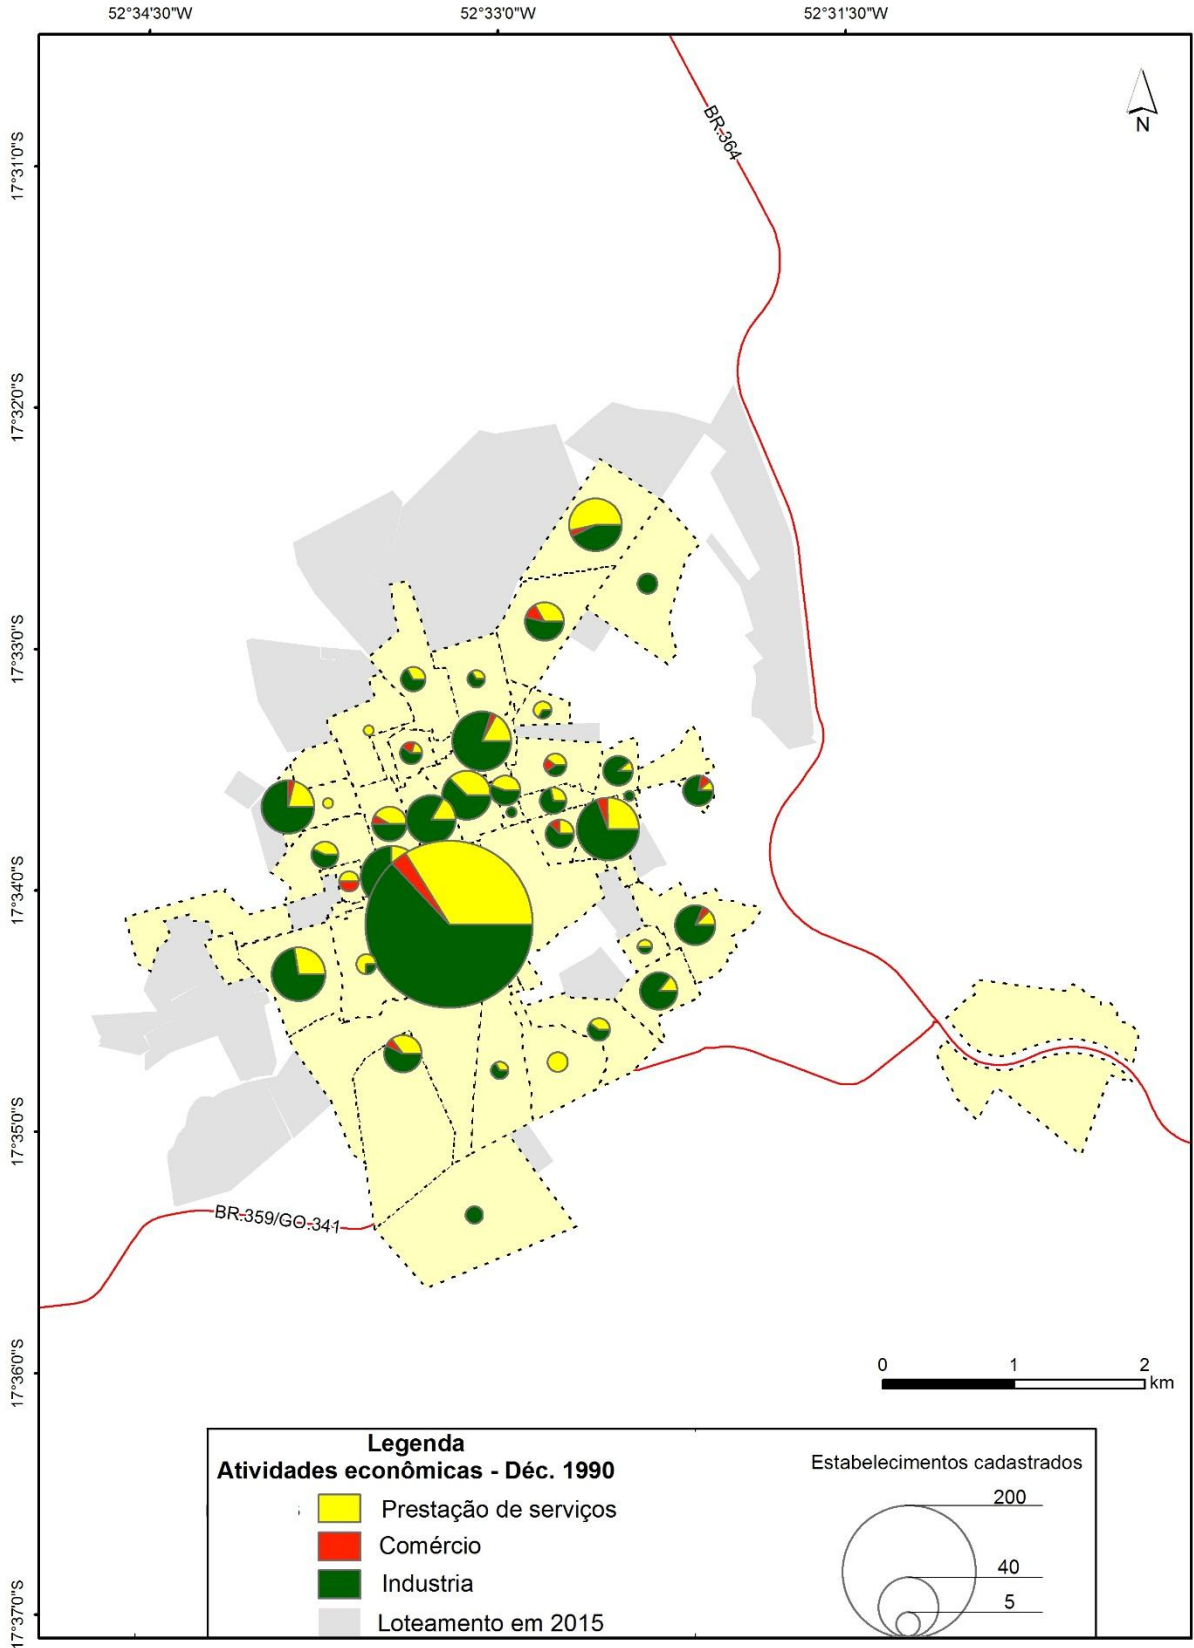 52°34'30"W 52°33'0"W 52°31'30"W
N
BR.364
17°31'0"S
17°32'0"S
17°33'0"S
17°34'0"S
17°35'0"S
17°36'0"S
17°37'0"S
BR.359/GO.341
0 1 2
km
Legenda
Atividades econômicas - Déc. 1990
Prestação de serviços
Comércio
Industria
Loteamento em 2015
Estabelecimentos cadastrados
200
40
5